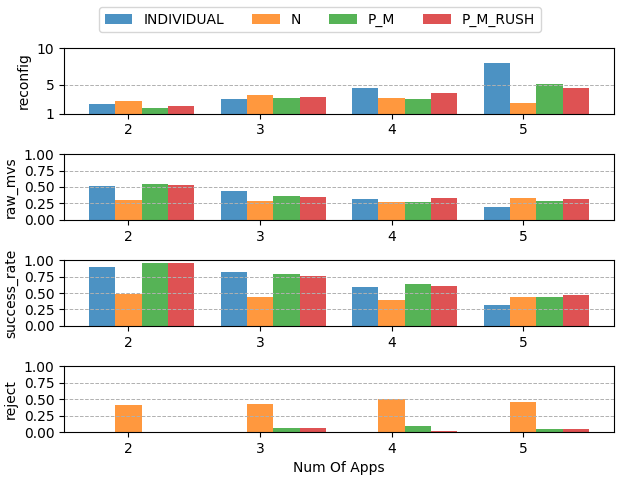 INDIVIDUAL N P_M P_M_RUSH
reconfig
10
5
1
2 3 4 5
raw_mvs
1.00
0.75
0.50
0.25
0.00
2 3 4 5
success_rate
1.00
0.75
0.50
0.25
0.00
2 3 4 5
reject
1.00
0.75
0.50
0.25
0.00
2 3 4 5
Num Of Apps